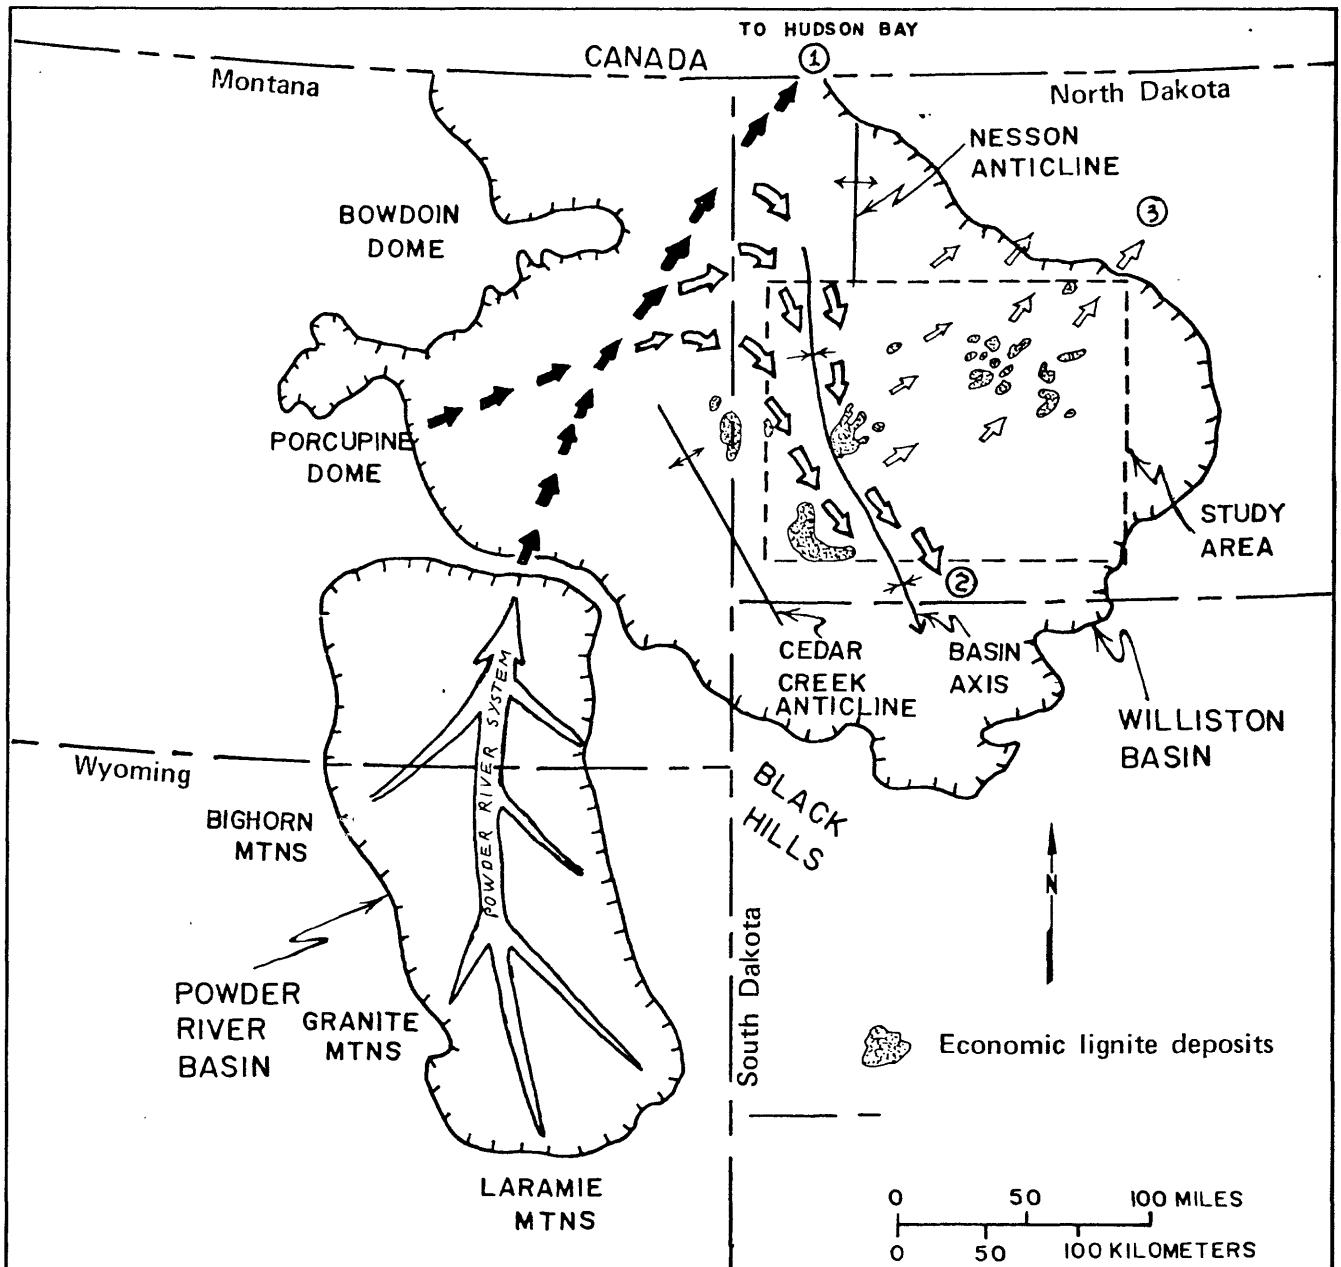 TO HUDSON BAY
CANADA
1
Montana
North Dakota
NESSON
ANTICLINE
BOWDOIN
DOME
3
PORCUPINE
DOME
STUDY
AREA
2
CEDAR
CREEK
ANTICLINE
BASIN
AXIS
WILLISTON
BASIN
POWDER RIVER SYSTEM
Wyoming
BLACK
HILLS
BIGHORN
MTNS
N
POWDER
RIVER
BASIN
GRANITE
MTNS
South Dakota
Economic lignite deposits
LARAMIE
MTNS
0 50 100 MILES
0 50 100 KILOMETERS